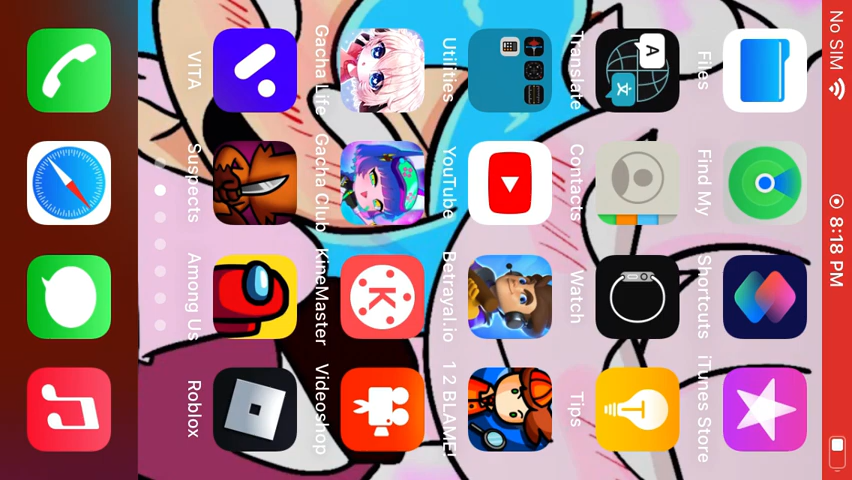 No SIM 8:18 PM
Files Find My Shortcuts iTunes Store
A
文
Translate Contacts Watch Tips
Utilities YouTube Betrayal.io 1 2 BLAME!
K
Gacha Life Gacha Club KineMaster Videoshop
VITA Suspects Among Us Roblox